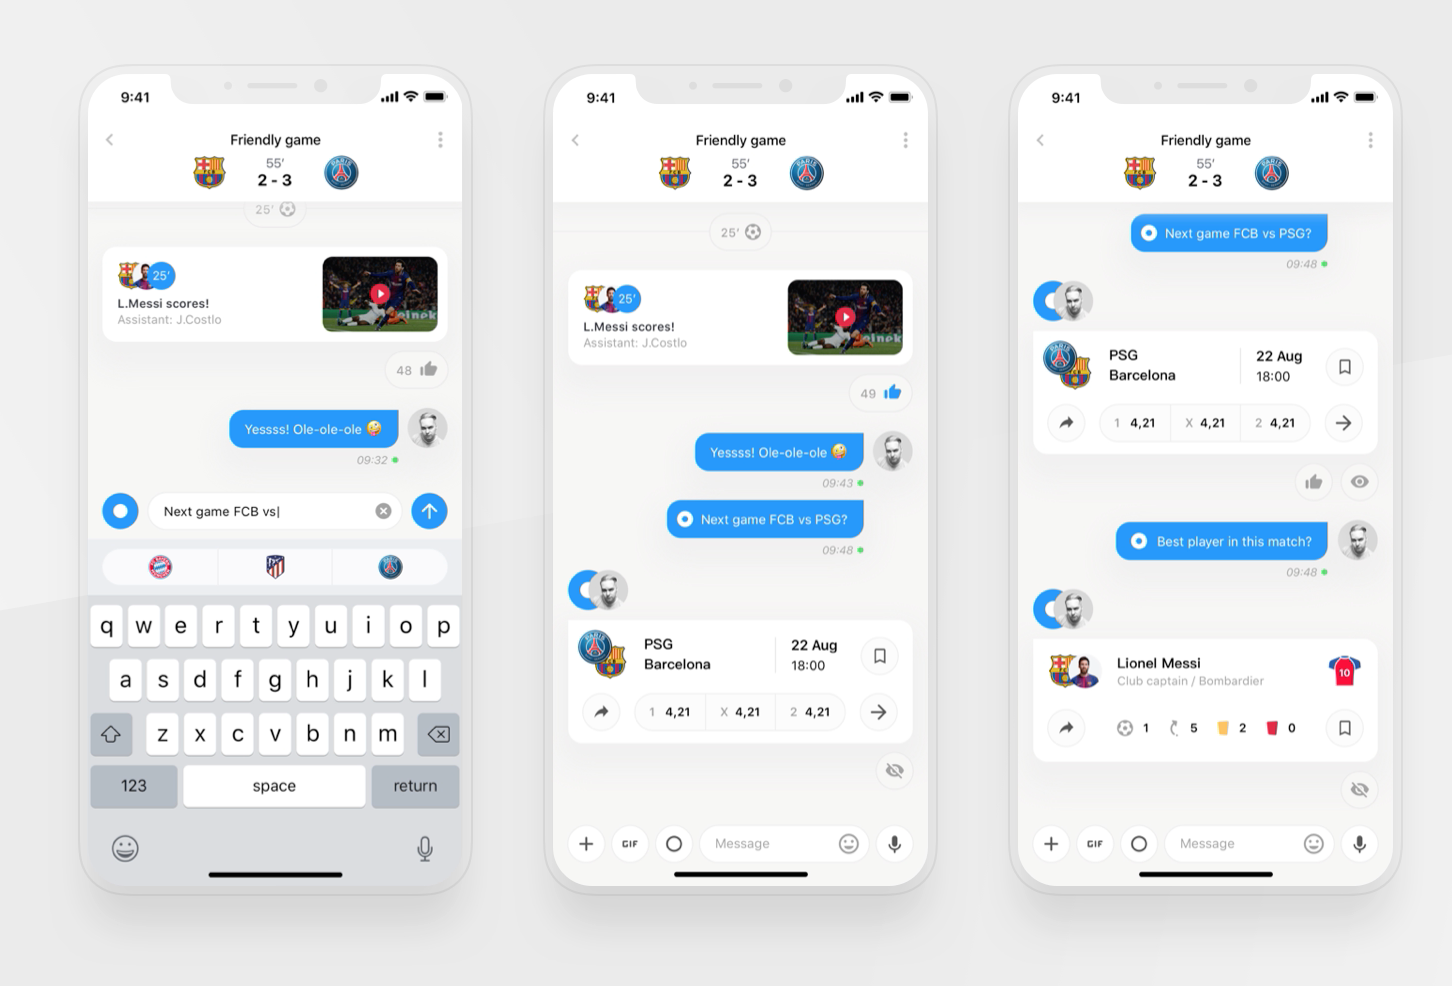 9:41
Friendly game
55’
2 - 3
25’
25’
L.Messi scores!
Assistant: J.Costlo
48
Yessss! Ole-ole-ole 🤪
09:32
Next game FCB vs
q w e r t y u i o p
a s d f g h j k l
z x c v b n m
123 space return
9:41
Friendly game
55’
2 - 3
25’
25’
L.Messi scores!
Assistant: J.Costlo
49
Yessss! Ole-ole-ole 🤪
09:43
Next game FCB vs PSG?
09:48
PSG
Barcelona
22 Aug
18:00
1 4,21 X 4,21 2 4,21
GIF Message
9:41
Friendly game
55’
2 - 3
Next game FCB vs PSG?
09:48
PSG
Barcelona
22 Aug
18:00
1 4,21 X 4,21 2 4,21
Best player in this match?
09:48
Lionel Messi
Club captain / Bombardier
10
1 5 2 0
GIF Message